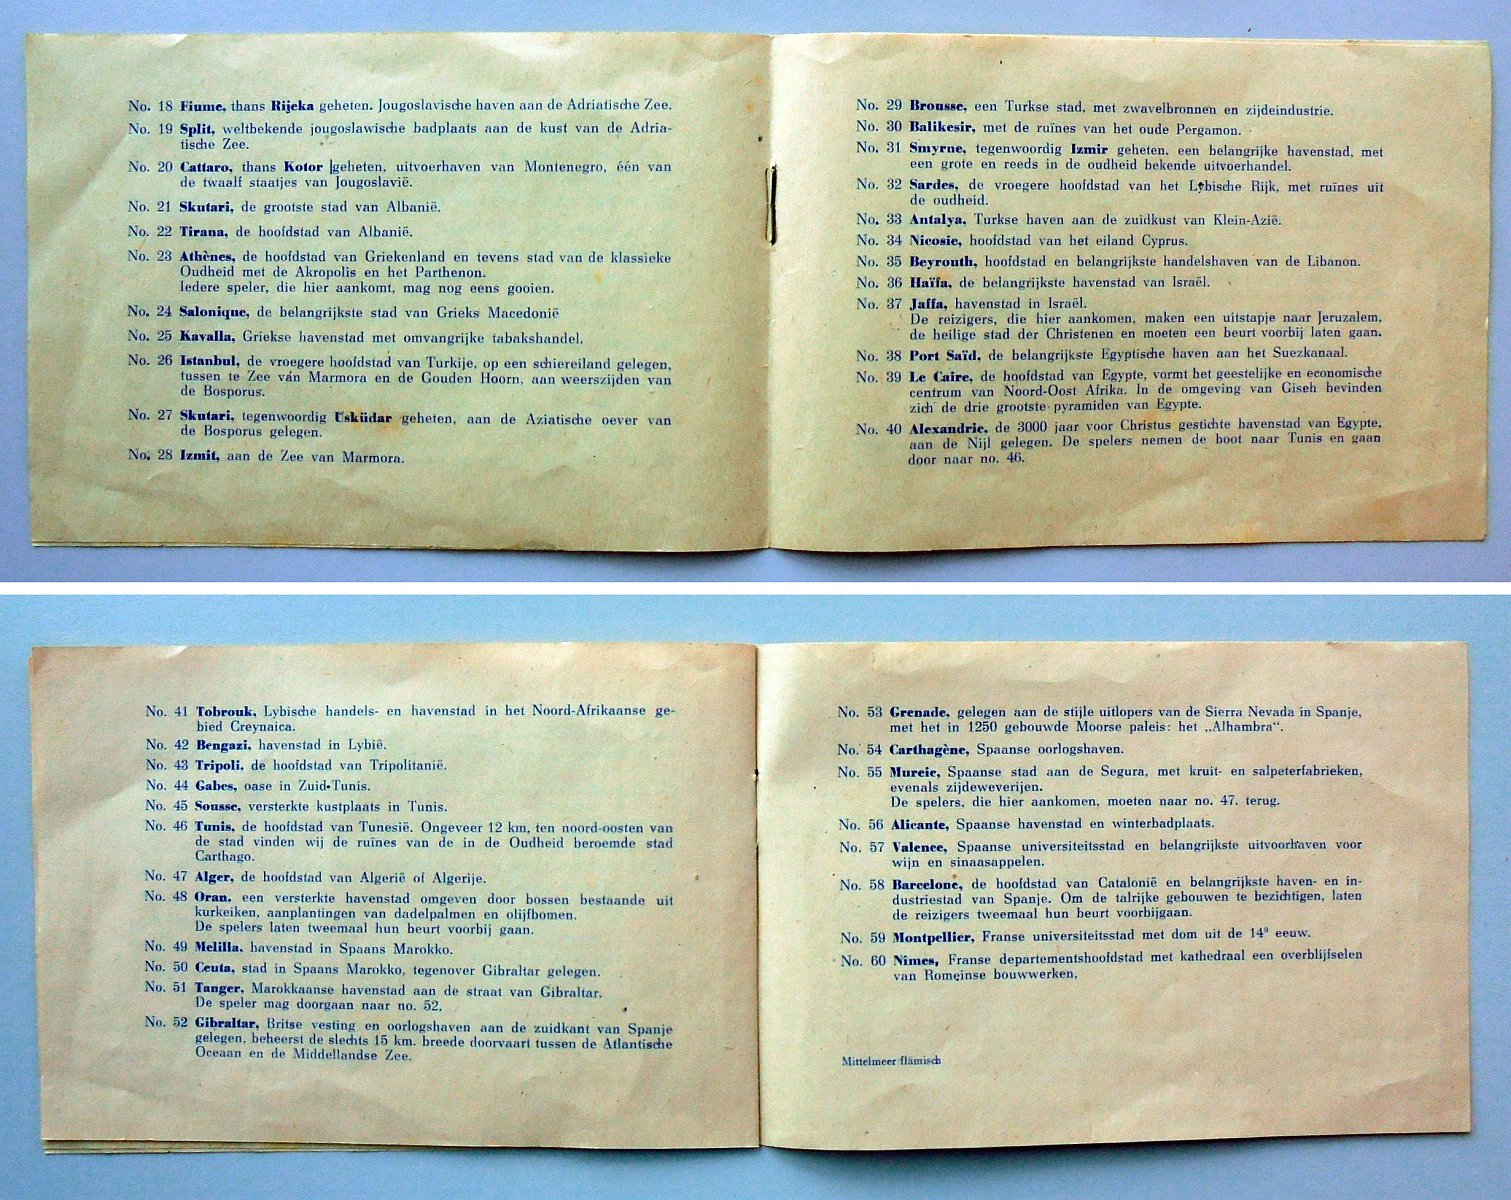 No. 18 Fiume, thans Rijeka geheten. Jougoslavische haven aan de Adriatische Zee.
No. 19 Split, weltbekende jougoslawische badplaats aan de kust van de Adria-
tische Zee.
No. 20 Cattaro, thans Kotor geheten, uitvoerhaven van Montenegro, één van
de twaalf staatjes van Jougoslavië.
No. 21 Skutari, de grootste stad van Albanië.
No. 22 Tirana, de hoofdstad van Albanië.
No. 23 Athènes, de hoofdstad van Griekenland en tevens stad van de klassieke
Oudheid met de Akropolis en het Parthenon.
Iedere speler, die hier aankomt, mag nog eens gooien.
No. 24 Salonique, de belangrijkste stad van Grieks Macedonië
No. 25 Kavalla, Griekse havenstad met omvangrijke tabakshandel.
No. 26 Istanbul, de vroegere hoofdstad van Turkije, op een schiereiland gelegen,
tussen te Zee van Marmora en de Gouden Hoorn, aan weerszijden van
de Bosporus.
No. 27 Skutari, tegenwoordig Usküdar geheten, aan de Aziatische oever van
de Bosporus gelegen.
No. 28 Izmit, aan de Zee van Marmora.
No. 29 Brousse, een Turkse stad, met zwavelbronnen en zijdeindustrie.
No. 30 Balikesir, met de ruïnes van het oude Pergamon.
No. 31 Smyrne, tegenwoordig Izmir geheten, een belangrijke havenstad, met
een grote en reeds in de oudheid bekende uitvoerhandel.
No. 32 Sardes, de vroegere hoofdstad van het Lybische Rijk, met ruïnes uit
de oudheid.
No. 33 Antalya, Turkse haven aan de zuidkust van Klein-Azië.
No. 34 Nicosie, hoofdstad van het eiland Cyprus.
No. 35 Beyrouth, hoofdstad en belangrijkste handelshaven van de Libanon.
No. 36 Haïfa, de belangrijkste havenstad van Israël.
No. 37 Jaffa, havenstad in Israël.
De reizigers, die hier aankomen, maken een uitstapje naar Jeruzalem,
de heilige stad der Christenen en moeten een beurt voorbij laten gaan.
No. 38 Port Saïd, de belangrijkste Egyptische haven aan het Suezkanaal.
No. 39 Le Caire, de hoofdstad van Egypte, vormt het geestelijke en economische
centrum van Noord-Oost Afrika. In de omgeving van Giseh bevinden
zich de drie grootste pyramiden van Egypte.
No. 40 Alexandrie, de 3000 jaar voor Christus gestichte havenstad van Egypte,
aan de Nijl gelegen. De spelers nemen de boot naar Tunis en gaan
door naar no. 46.
No. 41 Tobrouk, Lybische handels- en havenstad in het Noord-Afrikaanse ge-
bied Creynaica.
No. 42 Bengazi, havenstad in Lybië.
No. 43 Tripoli, de hoofdstad van Tripolitanië.
No. 44 Gabes, oase in Zuid-Tunis.
No. 45 Sousse, versterkte kustplaats in Tunis.
No. 46 Tunis, de hoofdstad van Tunesië. Ongeveer 12 km, ten noord-oosten van
de stad vinden wij de ruïnes van de in de Oudheid beroemde stad
Carthago.
No. 47 Alger, de hoofdstad van Algerië of Algerije.
No. 48 Oran, een versterkte havenstad omgeven door bossen bestaande uit
kurkeiken, aanplantingen van dadelpalmen en olijfbomen.
De spelers laten tweemaal hun beurt voorbij gaan.
No. 49 Melilla, havenstad in Spaans Marokko.
No. 50 Ceuta, stad in Spaans Marokko, tegenover Gibraltar gelegen.
No. 51 Tanger, Marokkaanse havenstad aan de straat van Gibraltar.
De speler mag doorgaan naar no. 52.
No. 52 Gibraltar, Britse vesting en oorlogshaven aan de zuidkant van Spanje
gelegen, beheerst de slechts 15 km. breede doorvaart tussen de Atlantische
Oceaan en de Middellandse Zee.
No. 53 Grenade, gelegen aan de stijle uitlopers van de Sierra Nevada in Spanje,
met het in 1250 gebouwde Moorse paleis: het „Alhambra“.
No. 54 Carthagène, Spaanse oorlogshaven.
No. 55 Mureie, Spaanse stad aan de Segura, met kruit- en salpeterfabrieken,
evenals zijdeweverijen.
De spelers, die hier aankomen, moeten naar no. 47. terug.
No. 56 Alicante, Spaanse havenstad en winterbadplaats.
No. 57 Valence, Spaanse universiteitsstad en belangrijkste uitvoorhaven voor
wijn en sinaasappelen.
No. 58 Barcelone, de hoofdstad van Catalonië en belangrijkste haven- en in-
dustriestad van Spanje. Om de talrijke gebouwen te bezichtigen, laten
de reizigers tweemaal hun beurt voorbijgaan.
No. 59 Montpellier, Franse universiteitsstad met dom uit de 14e eeuw.
No. 60 Nîmes, Franse departementshoofdstad met kathedraal een overblijfselen
van Romeinse bouwwerken.
Mittelmeer flämisch